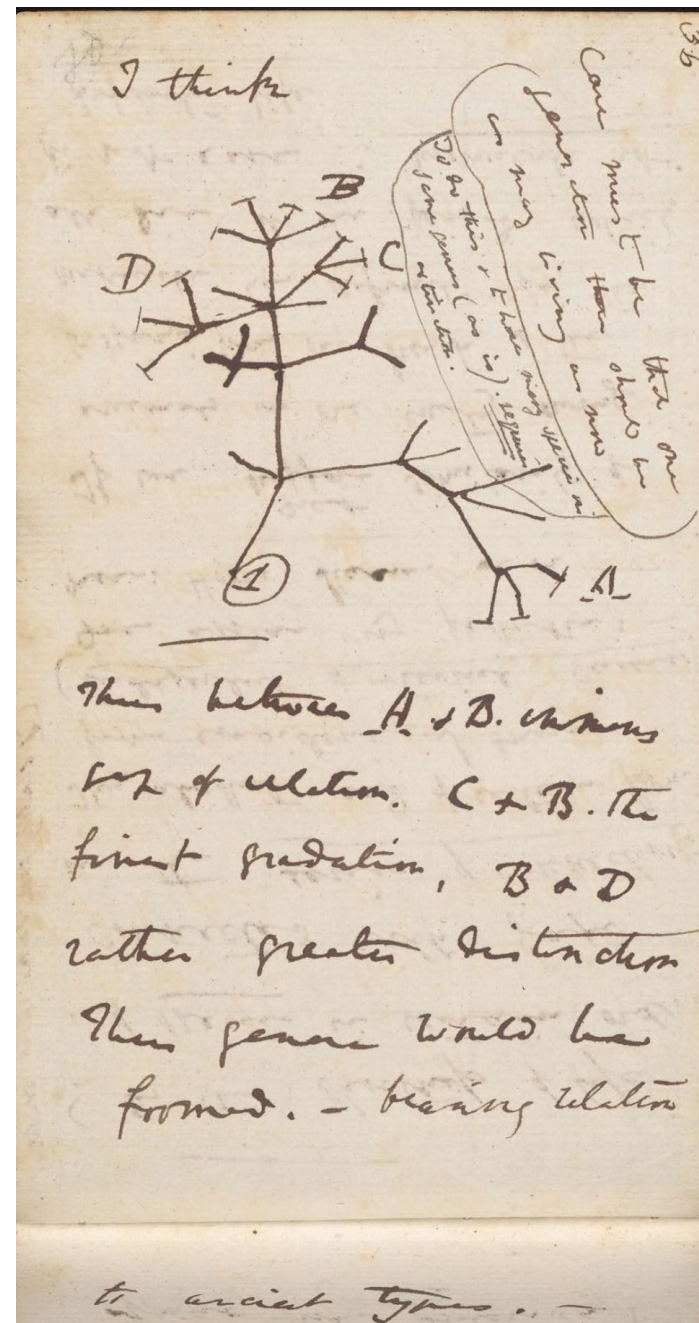 36
I think
Case must be that one
generation then should be
as many living as now
To do this & to have many species in
same genus (as is). requires
extinction.
B
C
D
A
1
Thus between A & B. immens
gap of relation. C & B. the
finest gradation, B & D
rather greater distinction
Thus genera would be
formed. — bearing relation
to ancient types. —